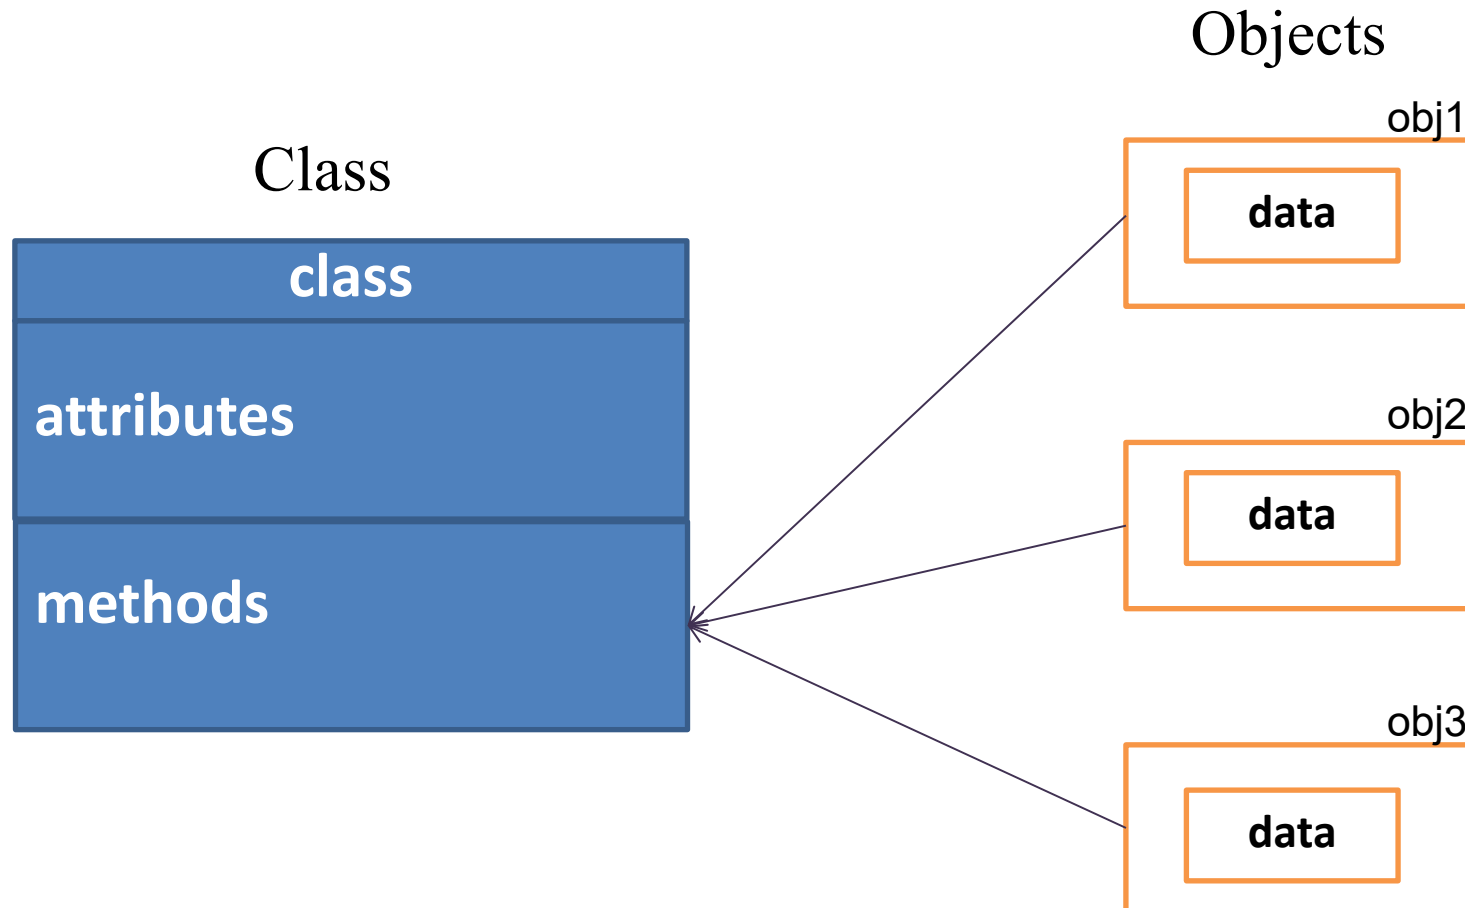 Objects
obj1
data
Class
class
attributes
methods
obj2
data
obj3
data